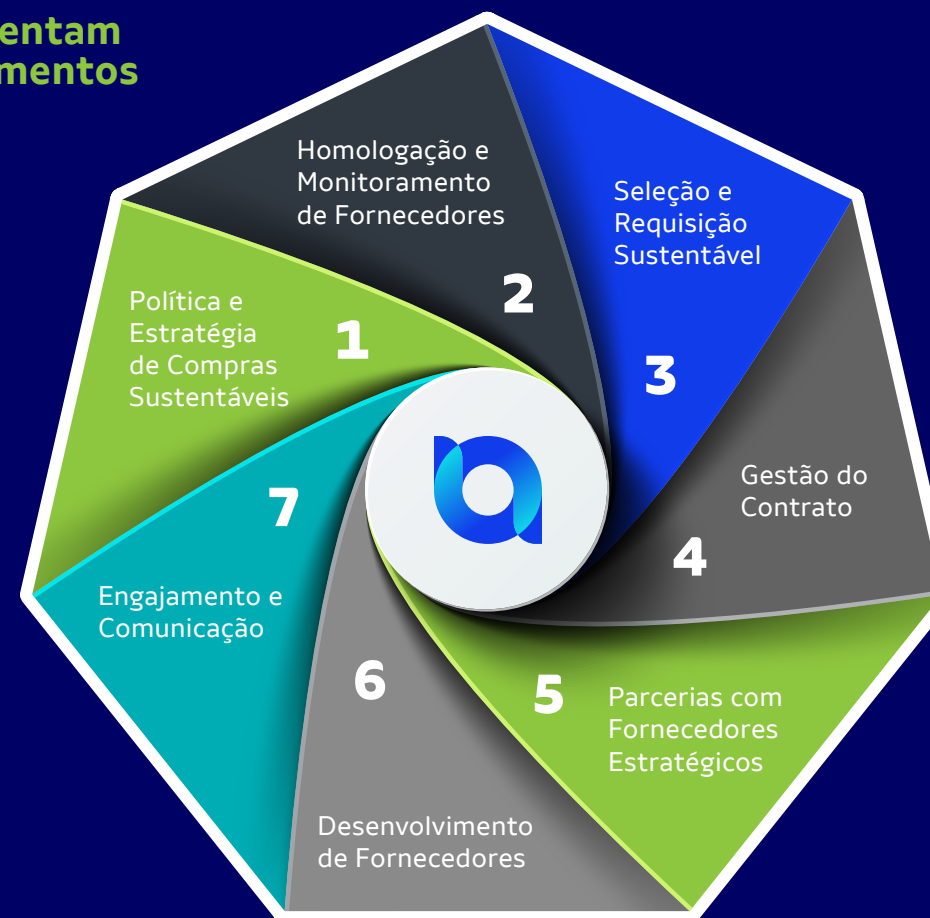 entam
mentos
Homologação e
Monitoramento
de Fornecedores
2
Seleção e
Requisição
Sustentável
3
Política e
Estratégia
de Compras
Sustentáveis
1
Gestão do
Contrato
4
7
Engajamento e
Comunicação
6
Desenvolvimento
de Fornecedores
5
Parcerias com
Fornecedores
Estratégicos